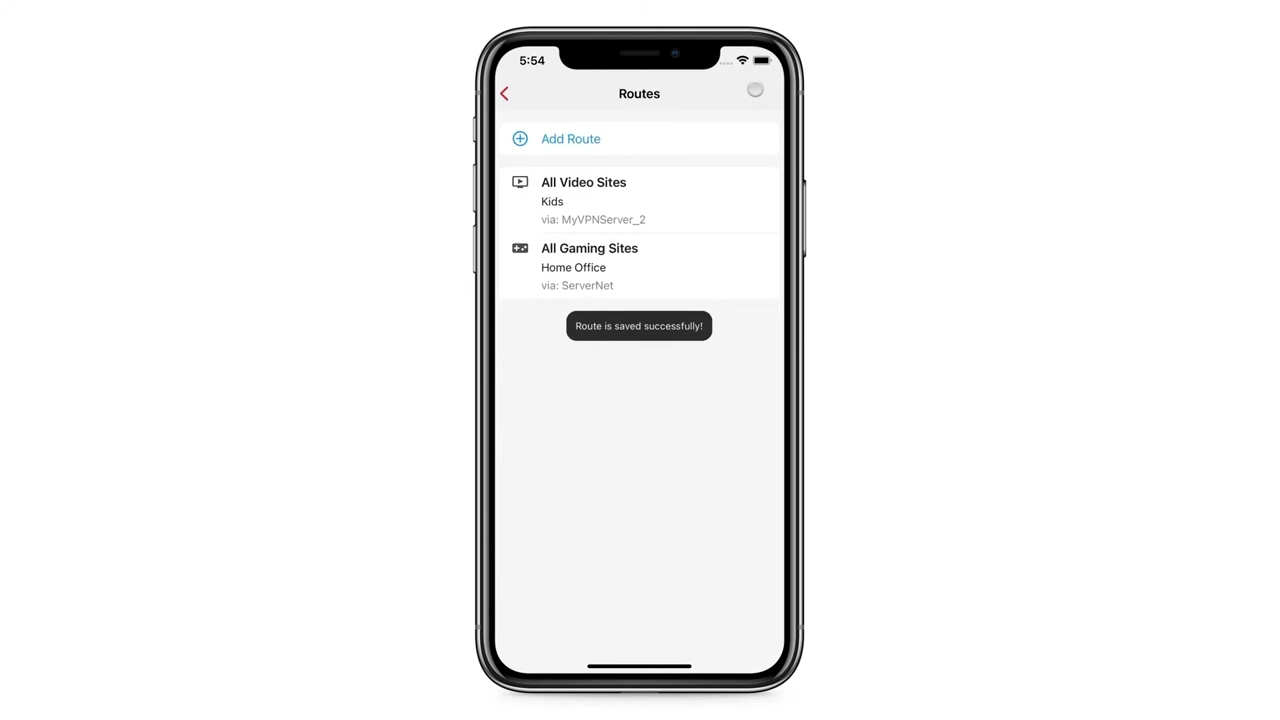 5:54
Routes
Add Route
All Video Sites
Kids
via: MyVPNServer_2
All Gaming Sites
Home Office
via: ServerNet
Route is saved successfully!